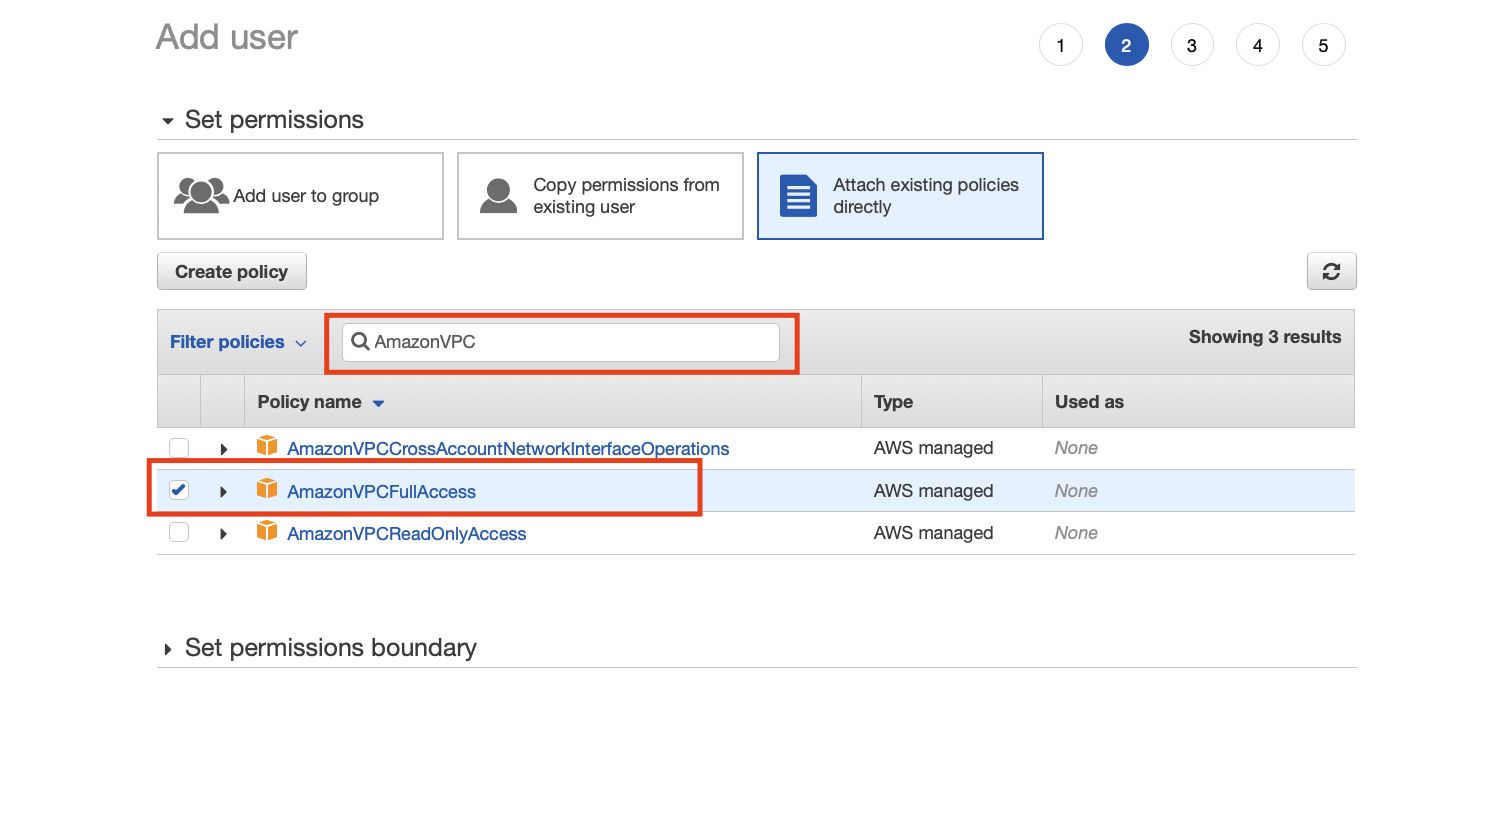 Add user
1 2 3 4 5
Set permissions
Add user to group
Copy permissions from
existing user
Attach existing policies
directly
Create policy
Filter policies
AmazonVPC
Showing 3 results
Policy name Type Used as
AmazonVPCCrossAccountNetworkInterfaceOperations AWS managed None
AmazonVPCFullAccess AWS managed None
AmazonVPCReadOnlyAccess AWS managed None
Set permissions boundary